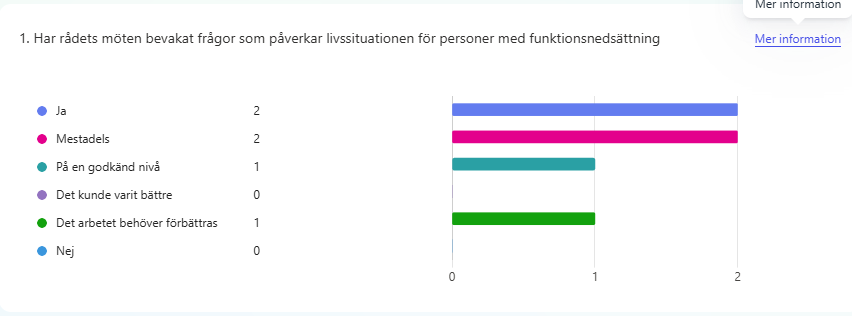 Mer information
1. Har rådets möten bevakat frågor som påverkar livssituationen för personer med funktionsnedsättning
Mer information
Ja 2
Mestadels 2
På en godkänd nivå 1
Det kunde varit bättre 0
Det arbetet behöver förbättras 1
Nej 0
0 1 2